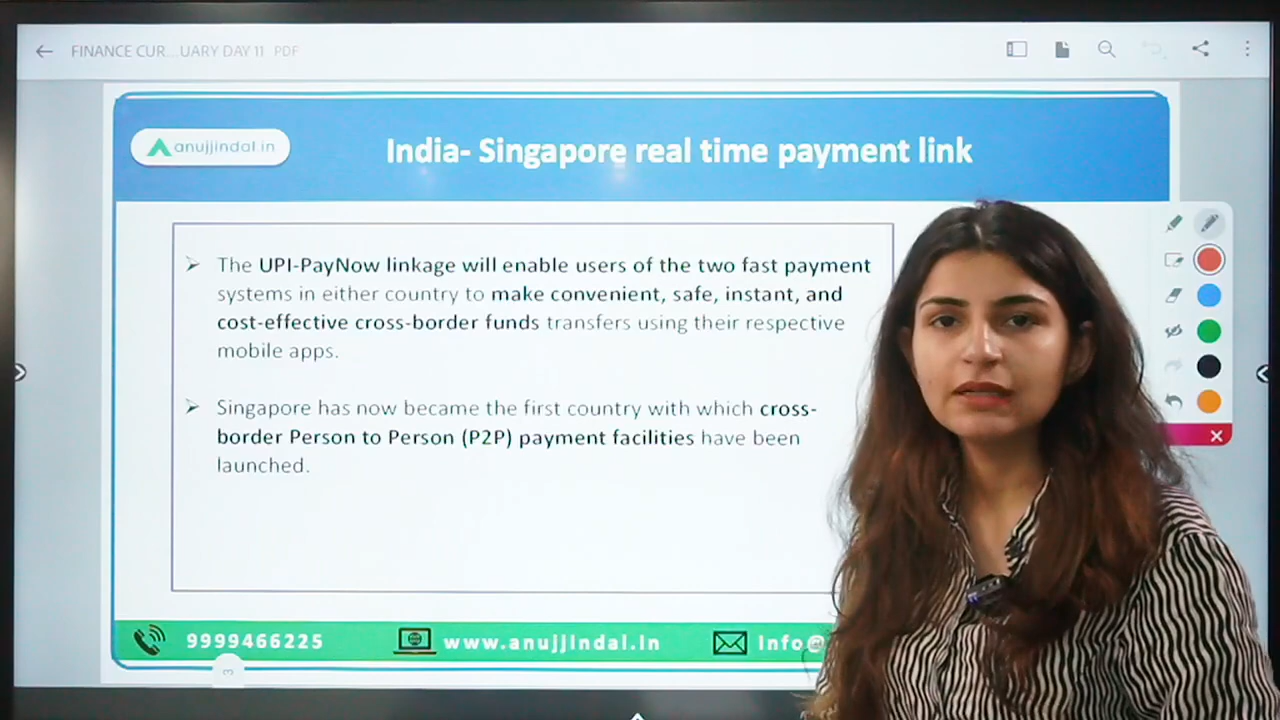 FINANCE CUR...UARY DAY 11 PDF
anujjindal.in
India- Singapore real time payment link
➢ The UPI-PayNow linkage will enable users of the two fast payment
systems in either country to make convenient, safe, instant, and
cost-effective cross-border funds transfers using their respective
mobile apps.
➢ Singapore has now became the first country with which cross-
border Person to Person (P2P) payment facilities have been
launched.
9999466225
www.anujjindal.in
info@
3